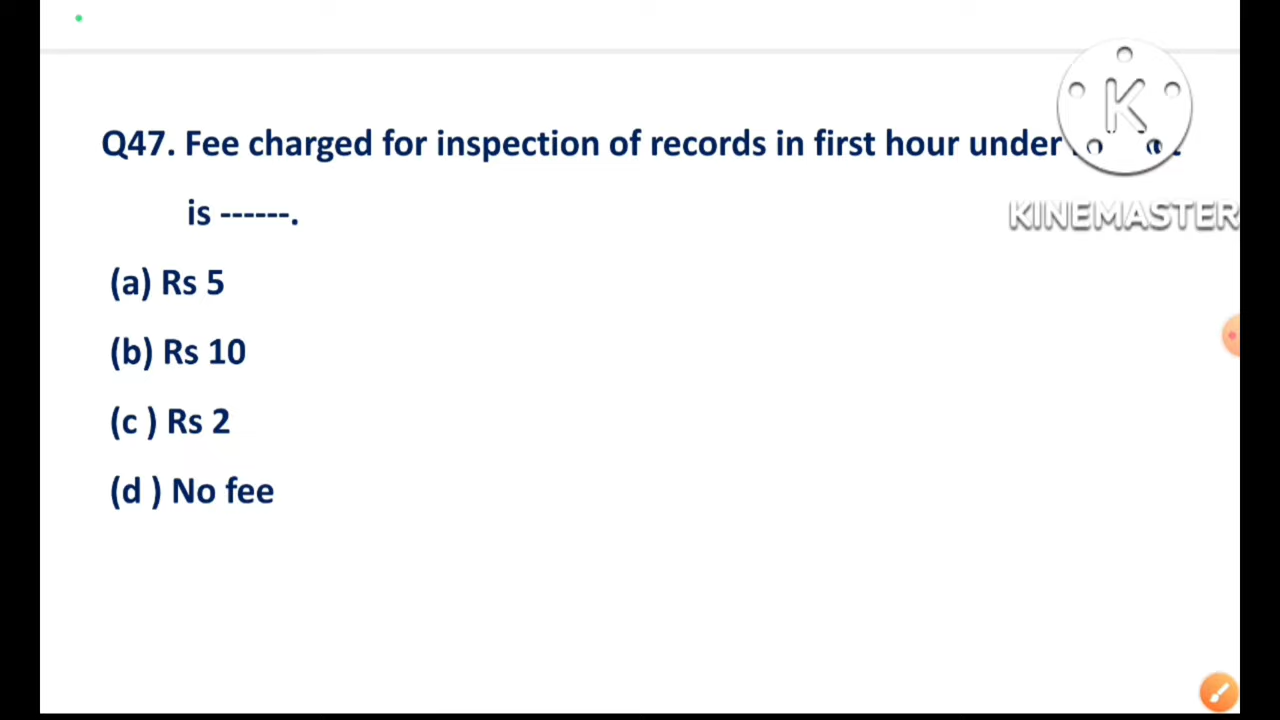 Q47. Fee charged for inspection of records in first hour under
is ------.
(a) Rs 5
(b) Rs 10
(c ) Rs 2
(d ) No fee
K
KINEMASTER